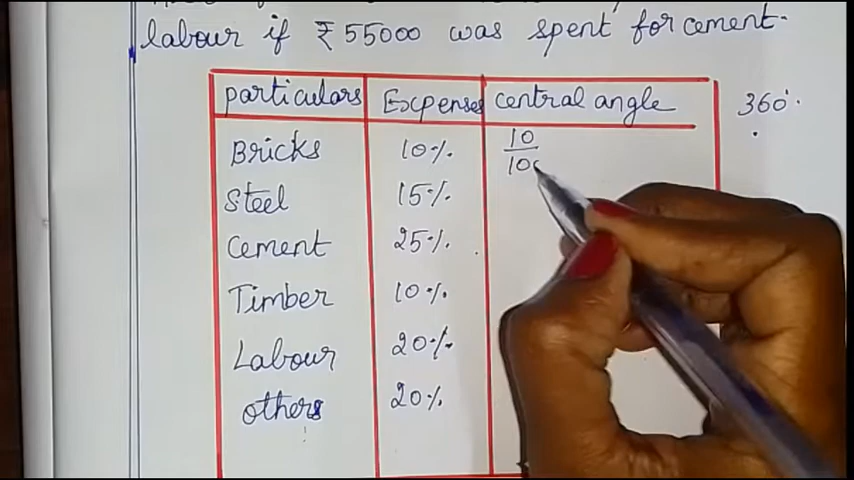 labour if ₹55000 was spent for cement.
particulars Expenses central angle 360°.
Bricks 10%. 10
100
Steel 15%.
Cement 25%.
Timber 10%.
Labour 20%.
others 20%.